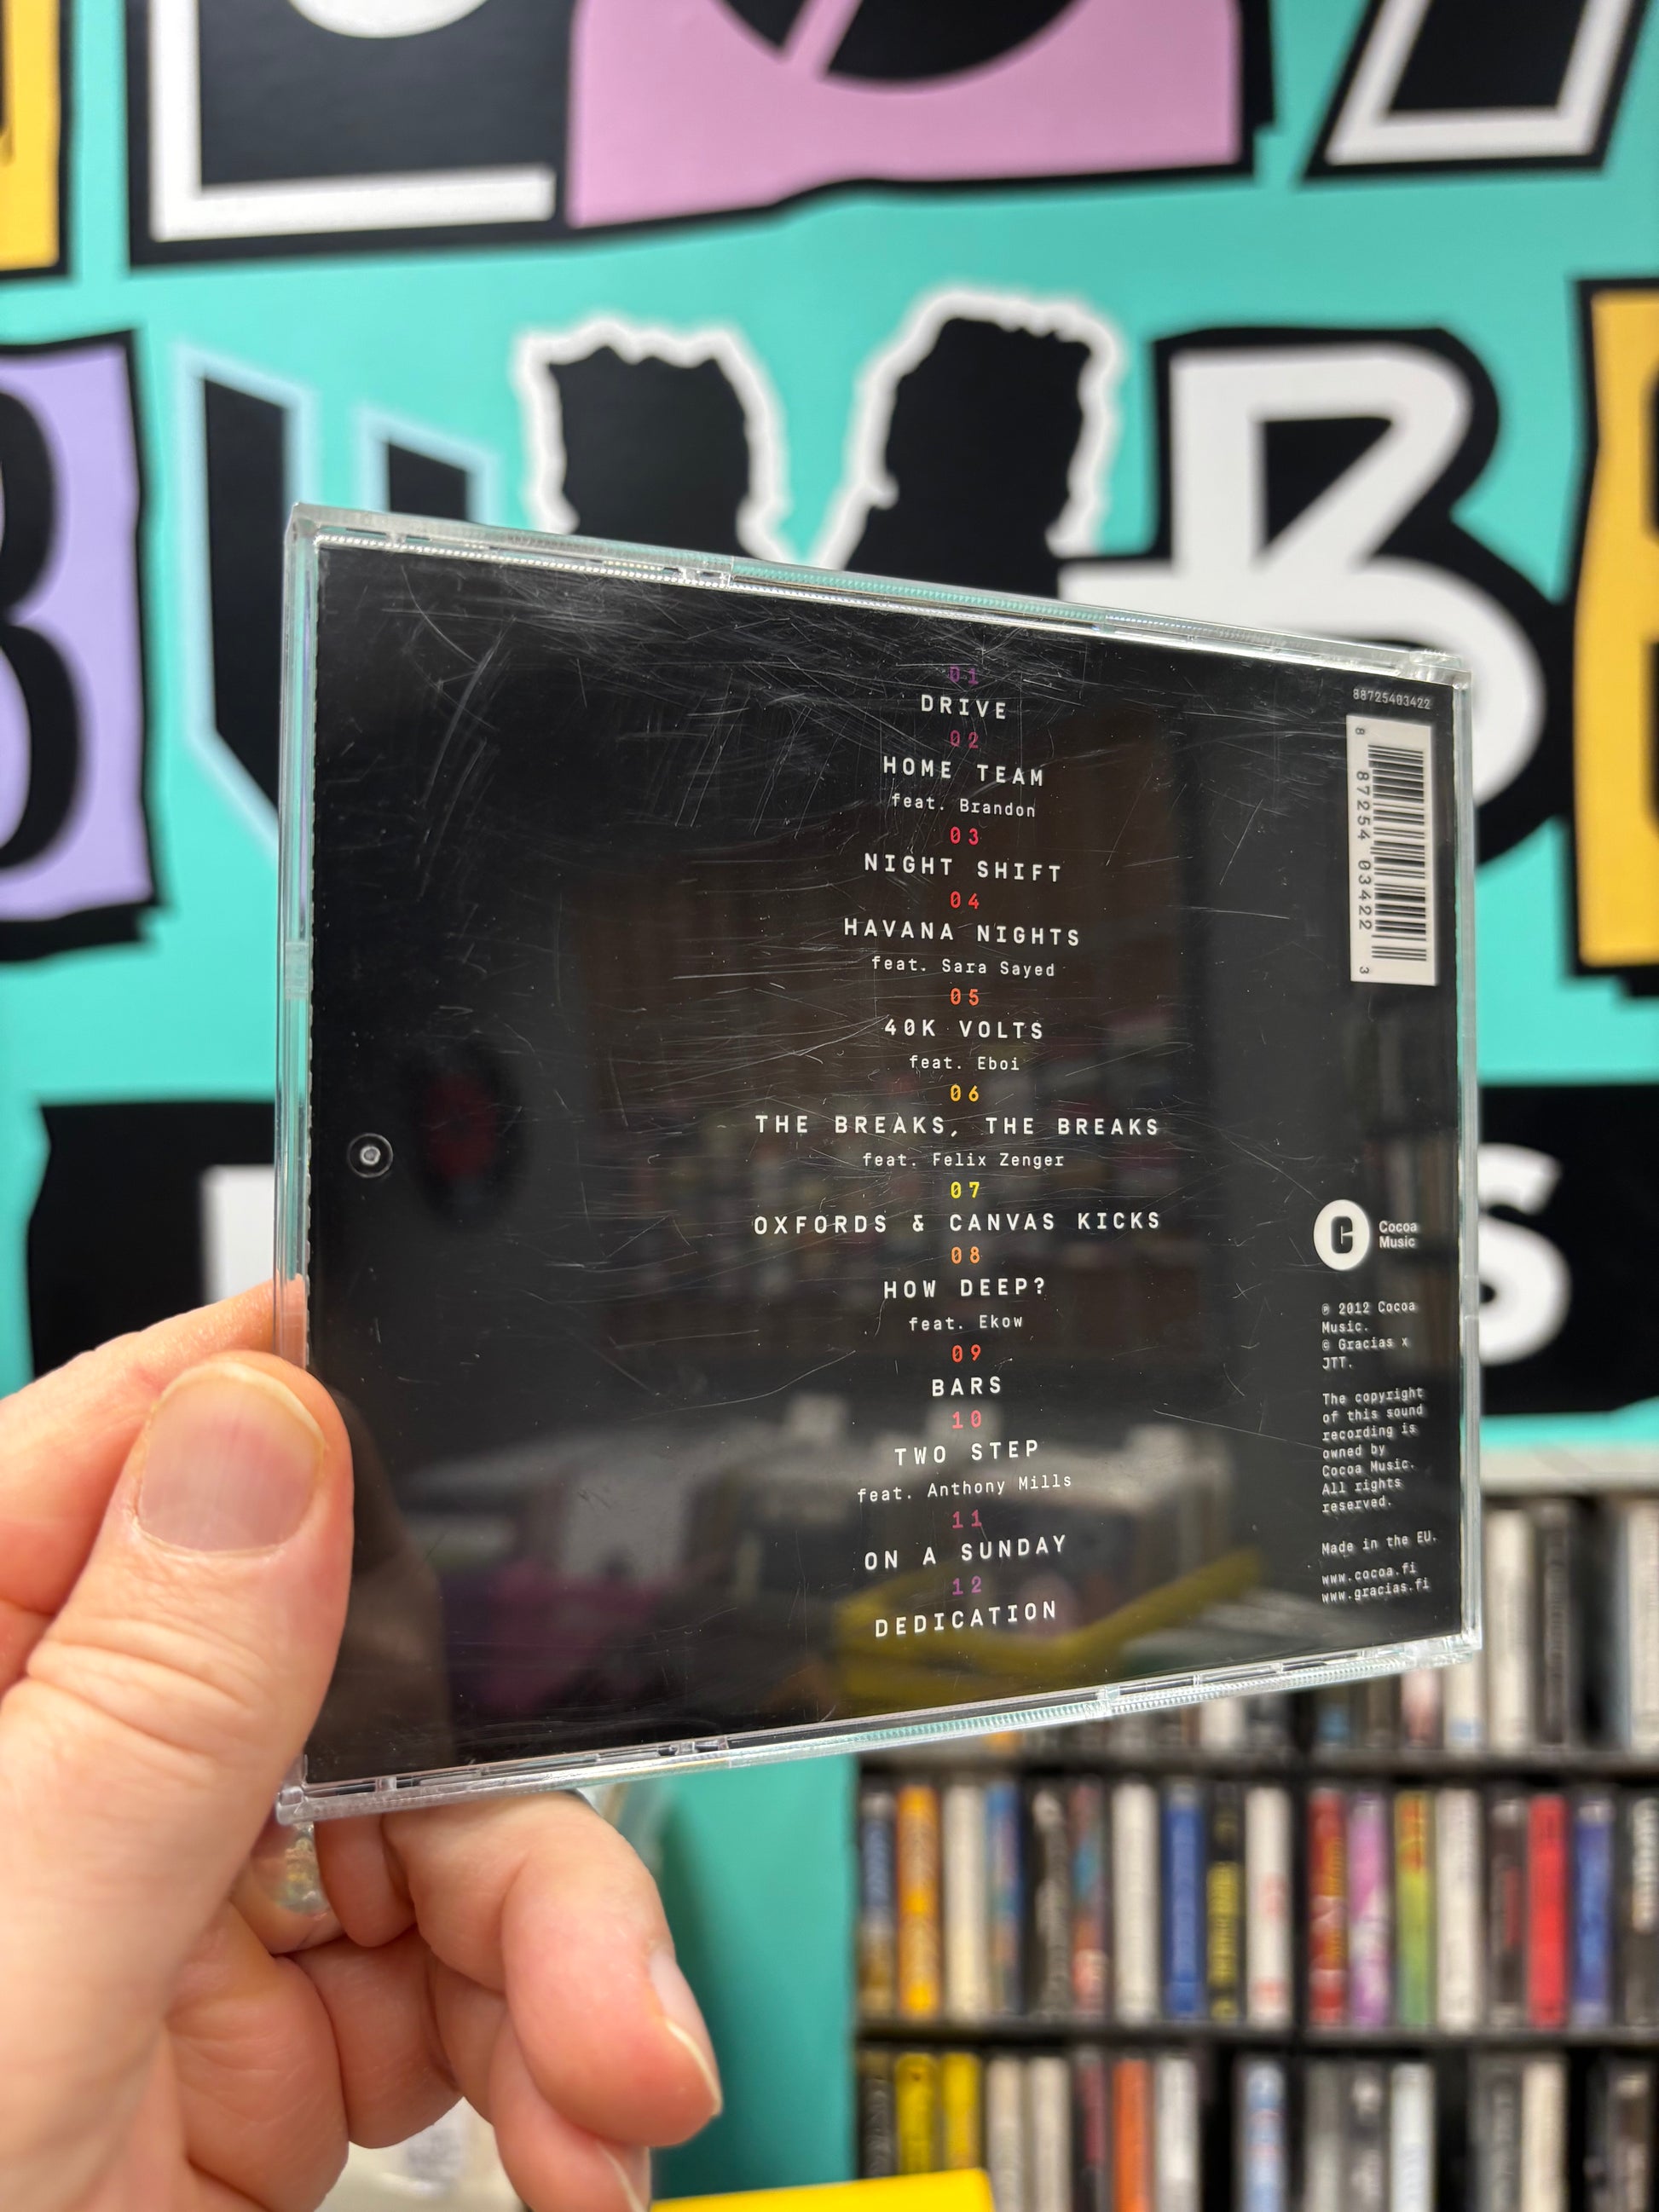 01
DRIVE
02
HOME TEAM
feat. Brandon
03
NIGHT SHIFT
04
HAVANA NIGHTS
feat. Sara Sayed
05
40K VOLTS
feat. Eboi
06
THE BREAKS, THE BREAKS
feat. Felix Zenger
07
OXFORDS & CANVAS KICKS
08
HOW DEEP?
feat. Ekow
09
BARS
10
TWO STEP
feat. Anthony Mills
11
ON A SUNDAY
12
DEDICATION
88725403422
8 87254 03422 3
Cocoa
Music
℗ 2012 Cocoa
Music.
© Gracias x
JTT.
The copyright
of this sound
recording is
owned by
Cocoa Music.
All rights
reserved.
Made in the EU.
www.cocoa.fi
www.gracias.fi